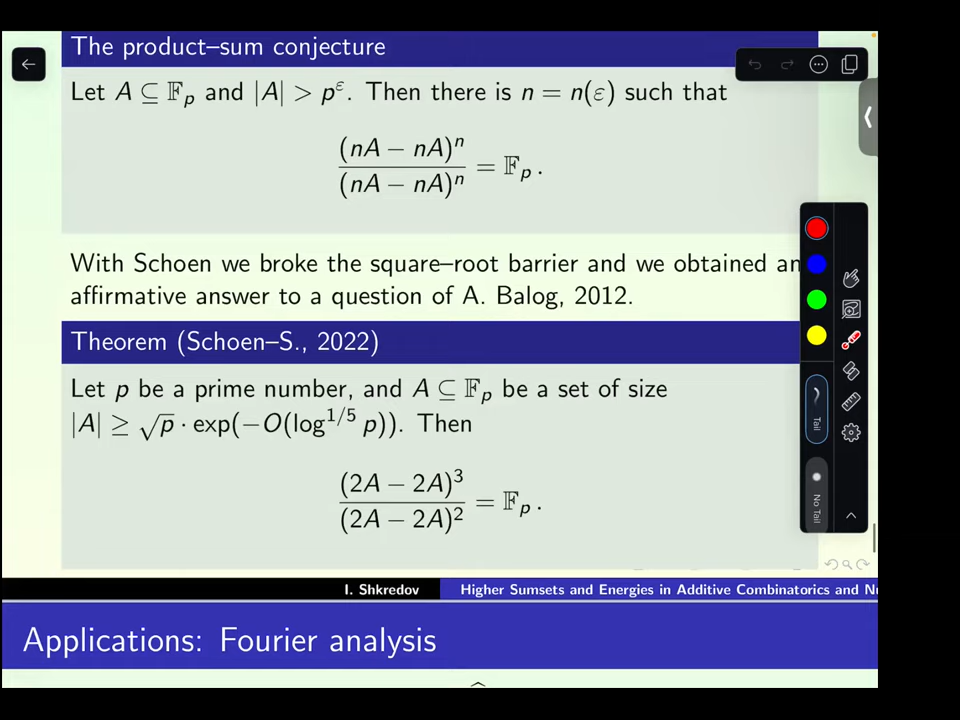 The product–sum conjecture
Let A ⊆ 𝔽_p and |A| > p^ε. Then there is n = n(ε) such that
(nA − nA)^n / (nA − nA)^n = 𝔽_p .
With Schoen we broke the square–root barrier and we obtained an
affirmative answer to a question of A. Balog, 2012.
Theorem (Schoen–S., 2022)
Let p be a prime number, and A ⊆ 𝔽_p be a set of size
|A| ≥ √p · exp(−O(log^{1/5} p)). Then
(2A − 2A)^3 / (2A − 2A)^2 = 𝔽_p .
I. Shkredov Higher Sumsets and Energies in Additive Combinatorics and
Applications: Fourier analysis
Tail
No Tail